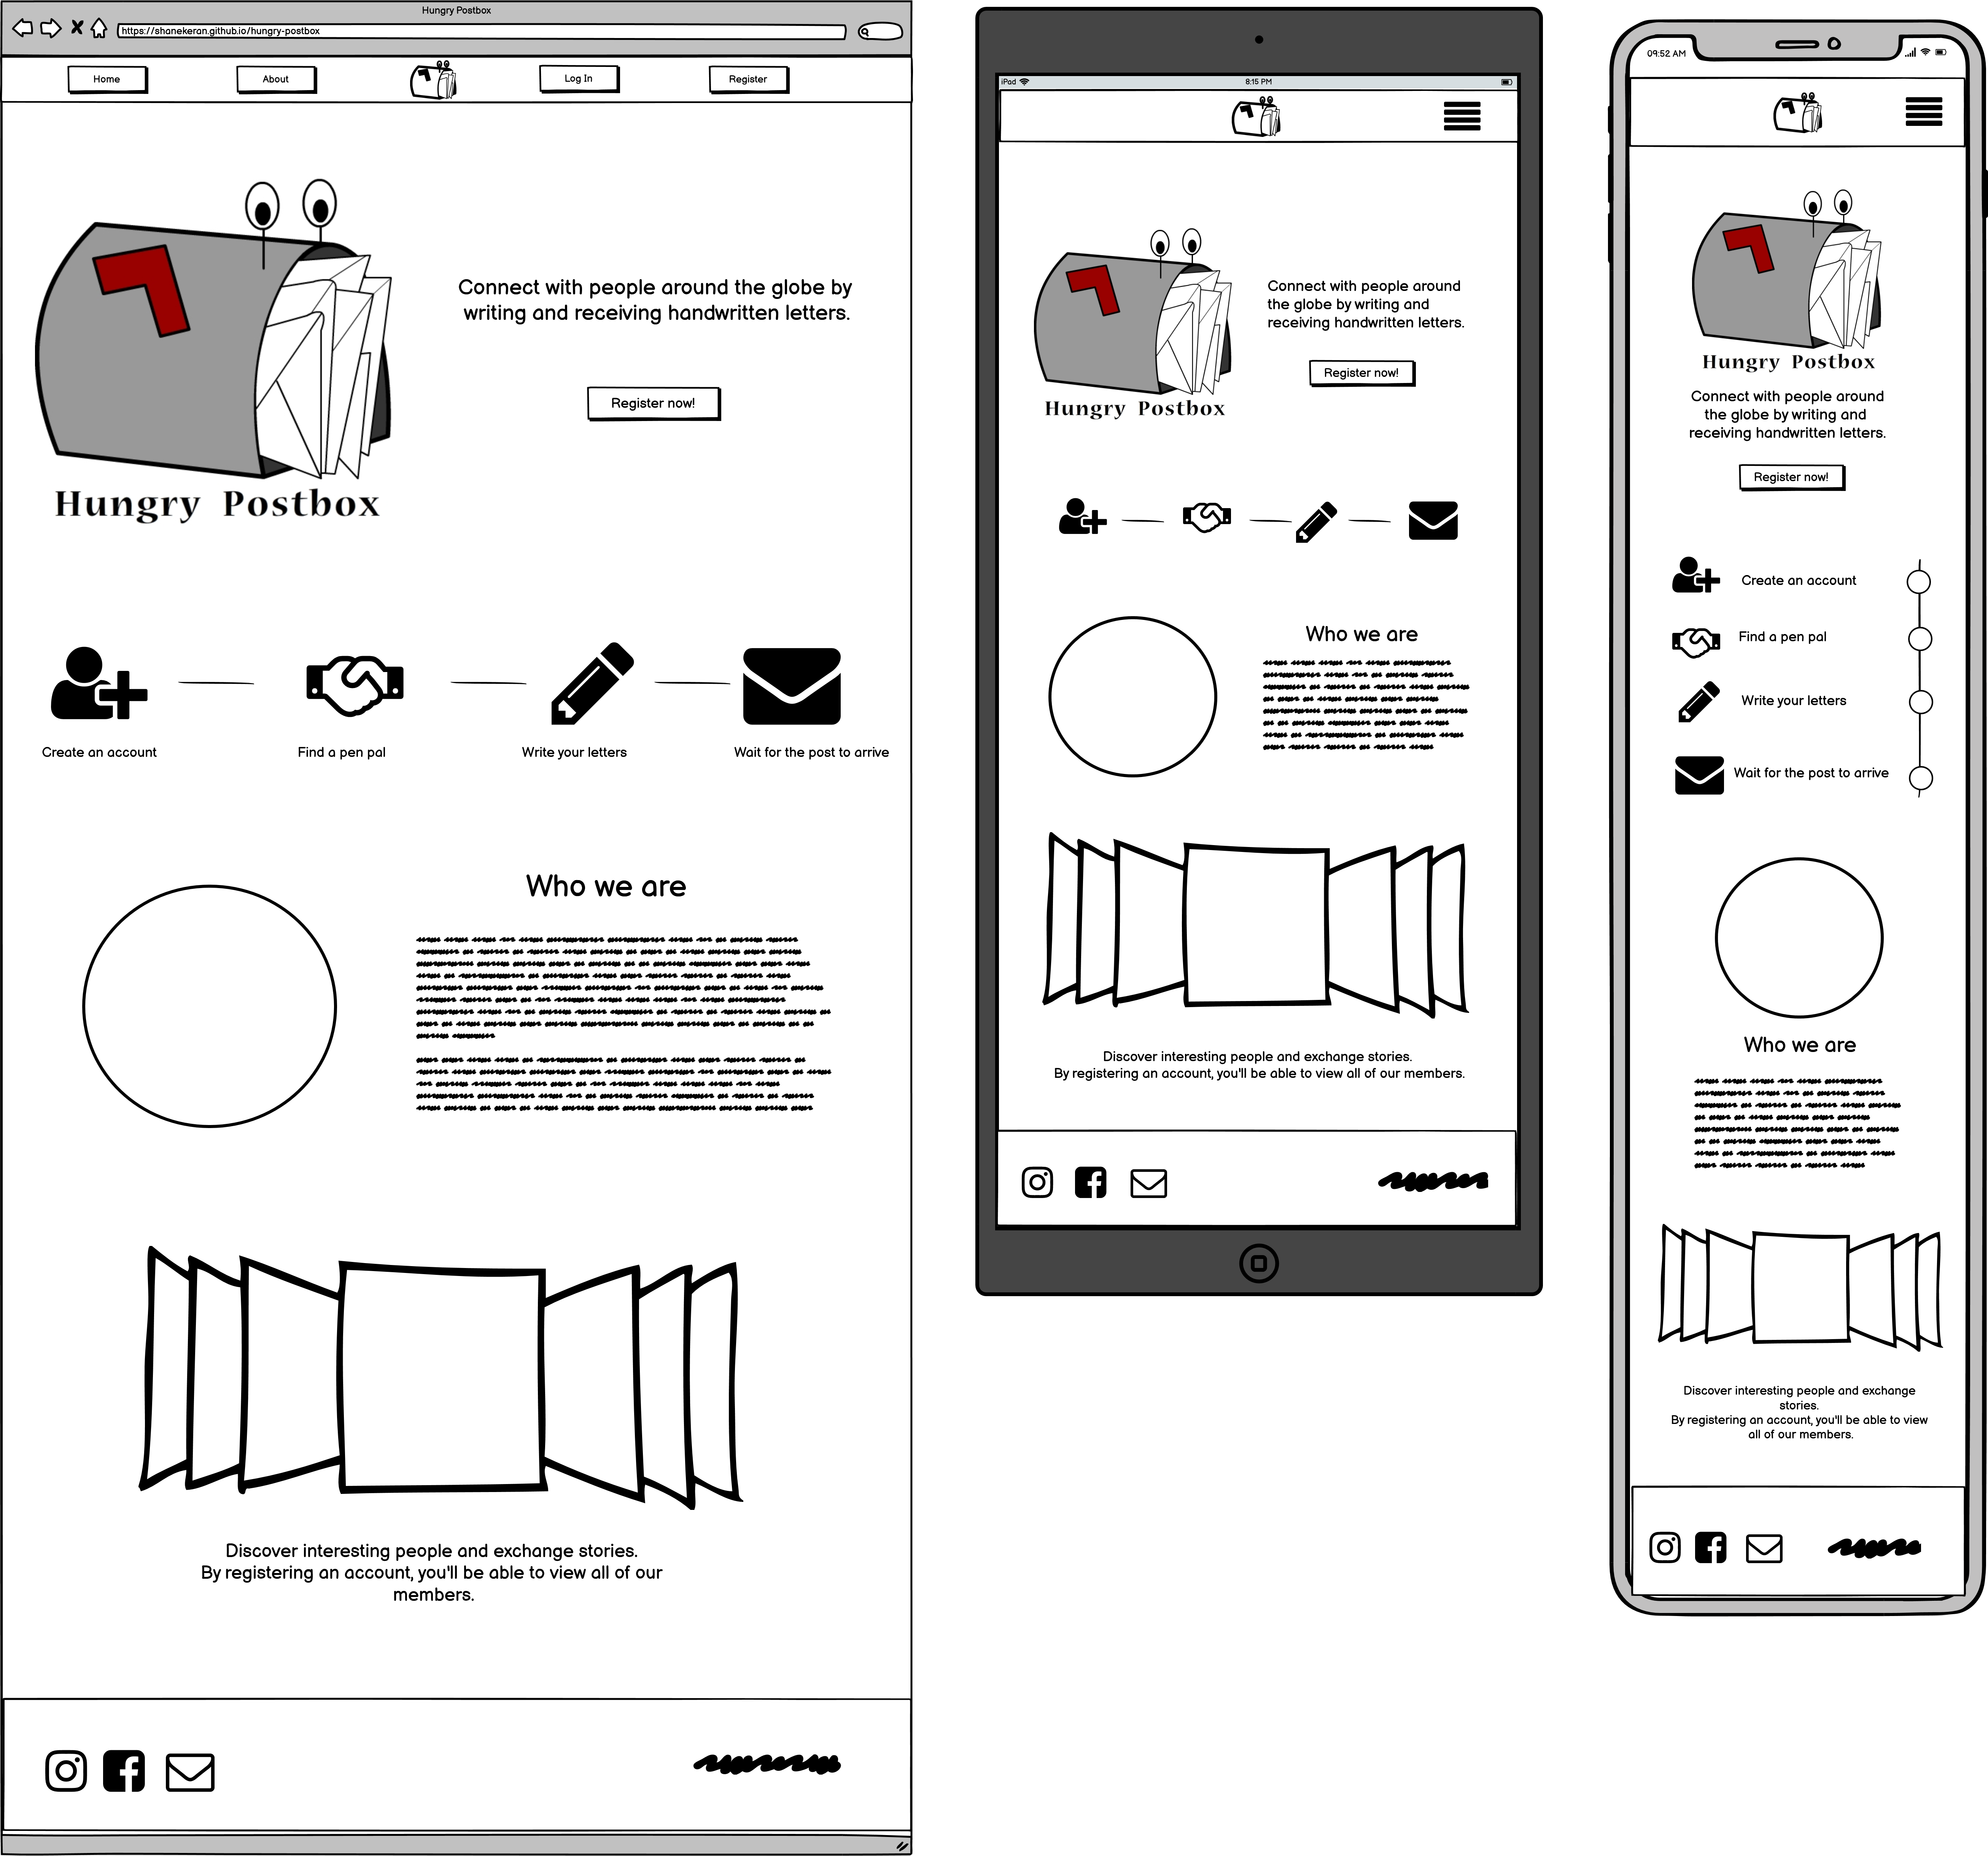 Hungry Postbox
https://shanekeran.github.io/hungry-postbox
Home
About
Log In
Register
Connect with people around the globe by
writing and receiving handwritten letters.
Register now!
Hungry Postbox
Create an account
Find a pen pal
Write your letters
Wait for the post to arrive
Who we are
Discover interesting people and exchange stories.
By registering an account, you'll be able to view all of our
members.
iPad
8:15 PM
Connect with people around
the globe by writing and
receiving handwritten letters.
Register now!
Hungry Postbox
Who we are
Discover interesting people and exchange stories.
By registering an account, you'll be able to view all of our members.
09:52 AM
Hungry Postbox
Connect with people around
the globe by writing and
receiving handwritten letters.
Register now!
Create an account
Find a pen pal
Write your letters
Wait for the post to arrive
Who we are
Discover interesting people and exchange
stories.
By registering an account, you'll be able to view
all of our members.